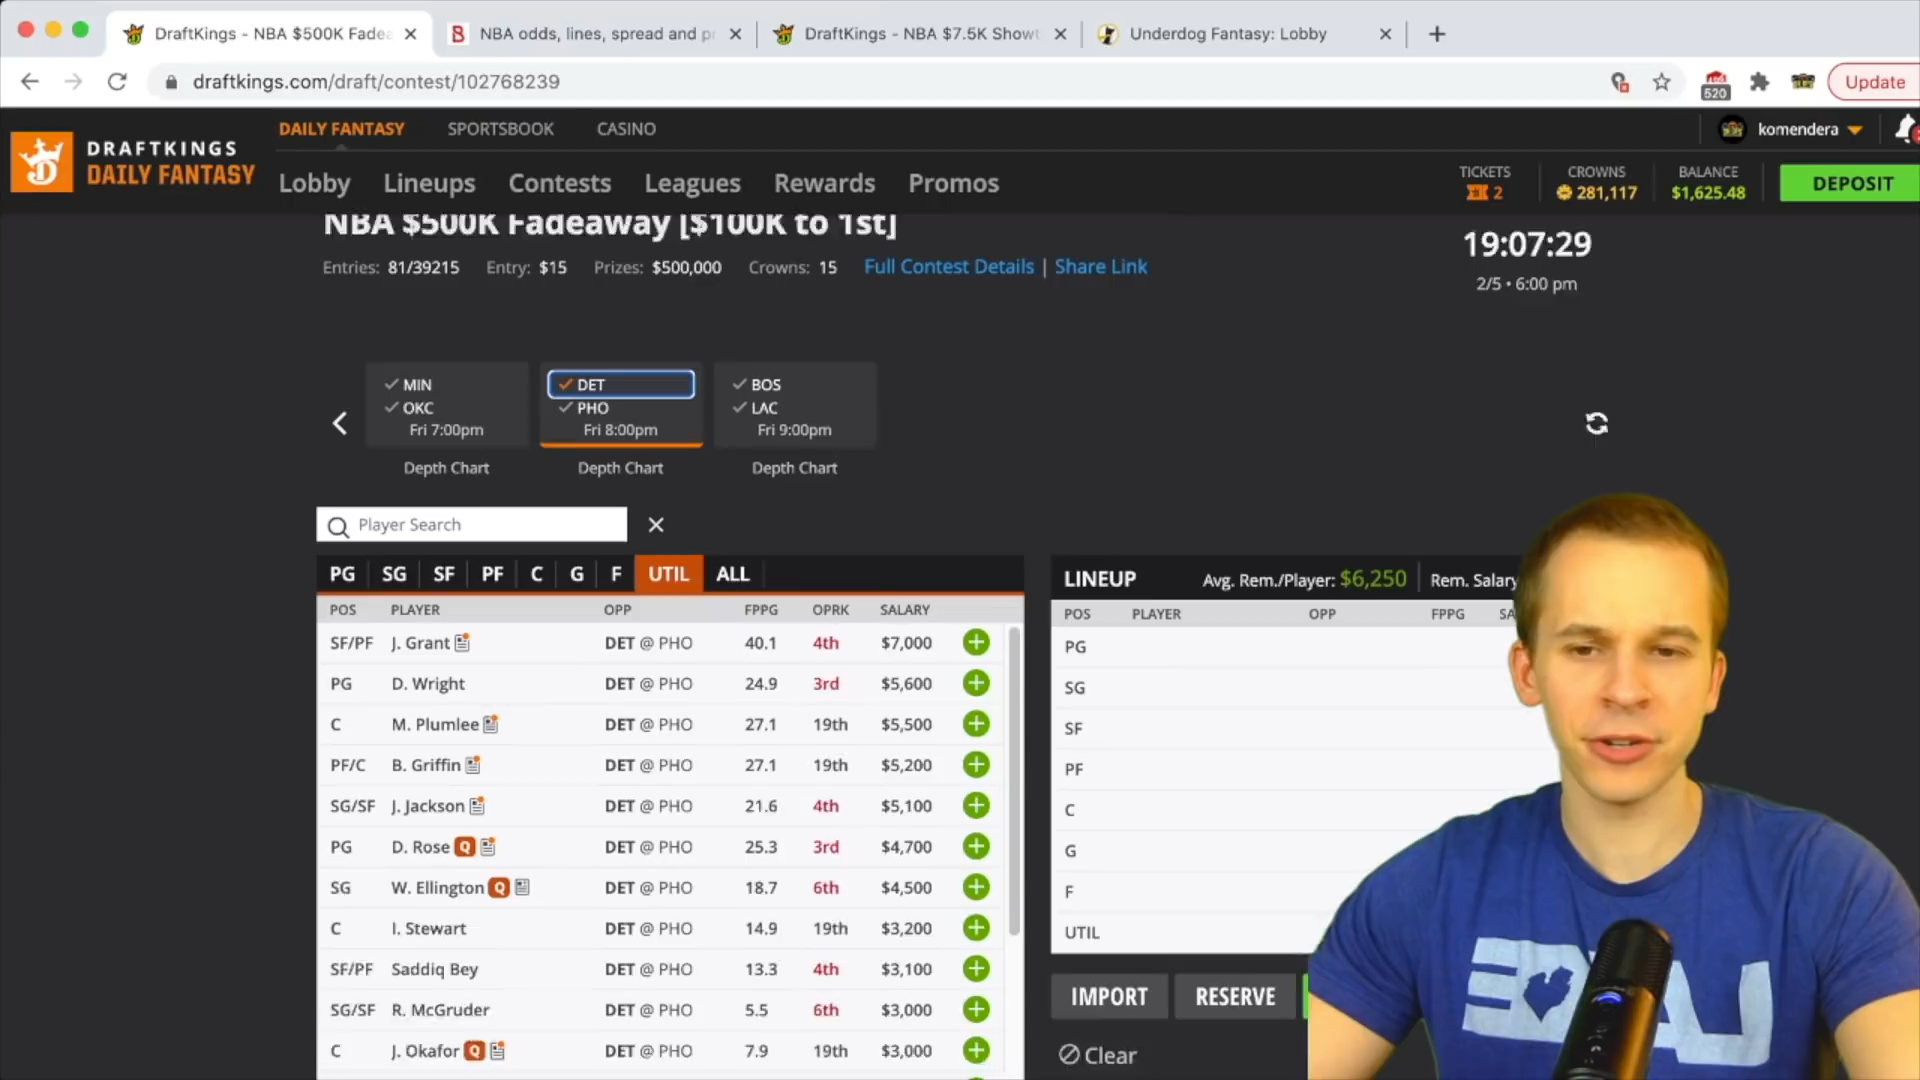 DraftKings - NBA $500K Fadea
NBA odds, lines, spread and pr
DraftKings - NBA $7.5K Showt
Underdog Fantasy: Lobby
draftkings.com/draft/contest/102768239
520
Update
DRAFTKINGS
DAILY FANTASY
DAILY FANTASY SPORTSBOOK CASINO
komendera
Lobby Lineups Contests Leagues Rewards Promos
TICKETS
2
CROWNS
281,117
BALANCE
$1,625.48
DEPOSIT
NBA $500K Fadeaway [$100K to 1st]
Entries: 81/39215 Entry: $15 Prizes: $500,000 Crowns: 15 Full Contest Details | Share Link
19:07:29
2/5 • 6:00 pm
MIN
OKC
Fri 7:00pm
Depth Chart
DET
PHO
Fri 8:00pm
Depth Chart
BOS
LAC
Fri 9:00pm
Depth Chart
Player Search
PG SG SF PF C G F UTIL ALL
POS PLAYER OPP FPPG OPRK SALARY
SF/PF J. Grant DET @ PHO 40.1 4th $7,000
PG D. Wright DET @ PHO 24.9 3rd $5,600
C M. Plumlee DET @ PHO 27.1 19th $5,500
PF/C B. Griffin DET @ PHO 27.1 19th $5,200
SG/SF J. Jackson DET @ PHO 21.6 4th $5,100
PG D. Rose Q DET @ PHO 25.3 3rd $4,700
SG W. Ellington Q DET @ PHO 18.7 6th $4,500
C I. Stewart DET @ PHO 14.9 19th $3,200
SF/PF Saddiq Bey DET @ PHO 13.3 4th $3,100
SG/SF R. McGruder DET @ PHO 5.5 6th $3,000
C J. Okafor Q DET @ PHO 7.9 19th $3,000
LINEUP Avg. Rem./Player: $6,250 Rem. Salary
POS PLAYER OPP FPPG SA
PG
SG
SF
PF
C
G
F
UTIL
IMPORT RESERVE
Clear